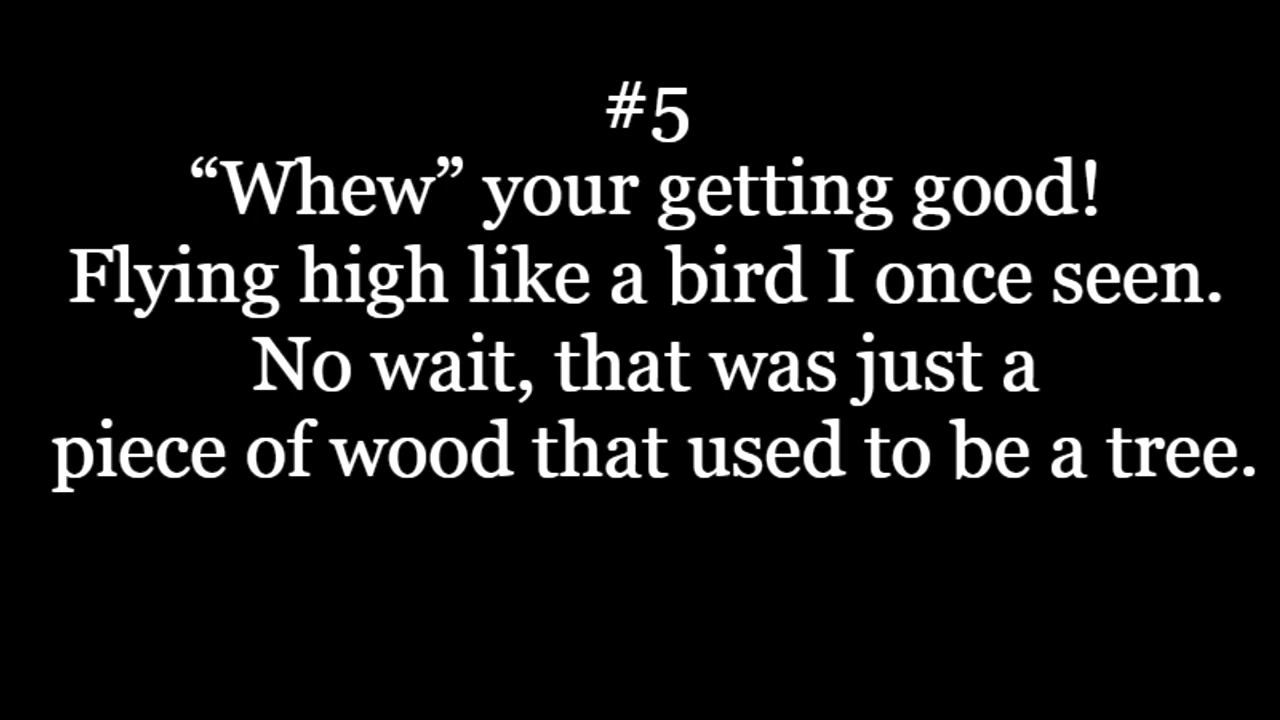 #5
“Whew” your getting good!
Flying high like a bird I once seen.
No wait, that was just a
piece of wood that used to be a tree.